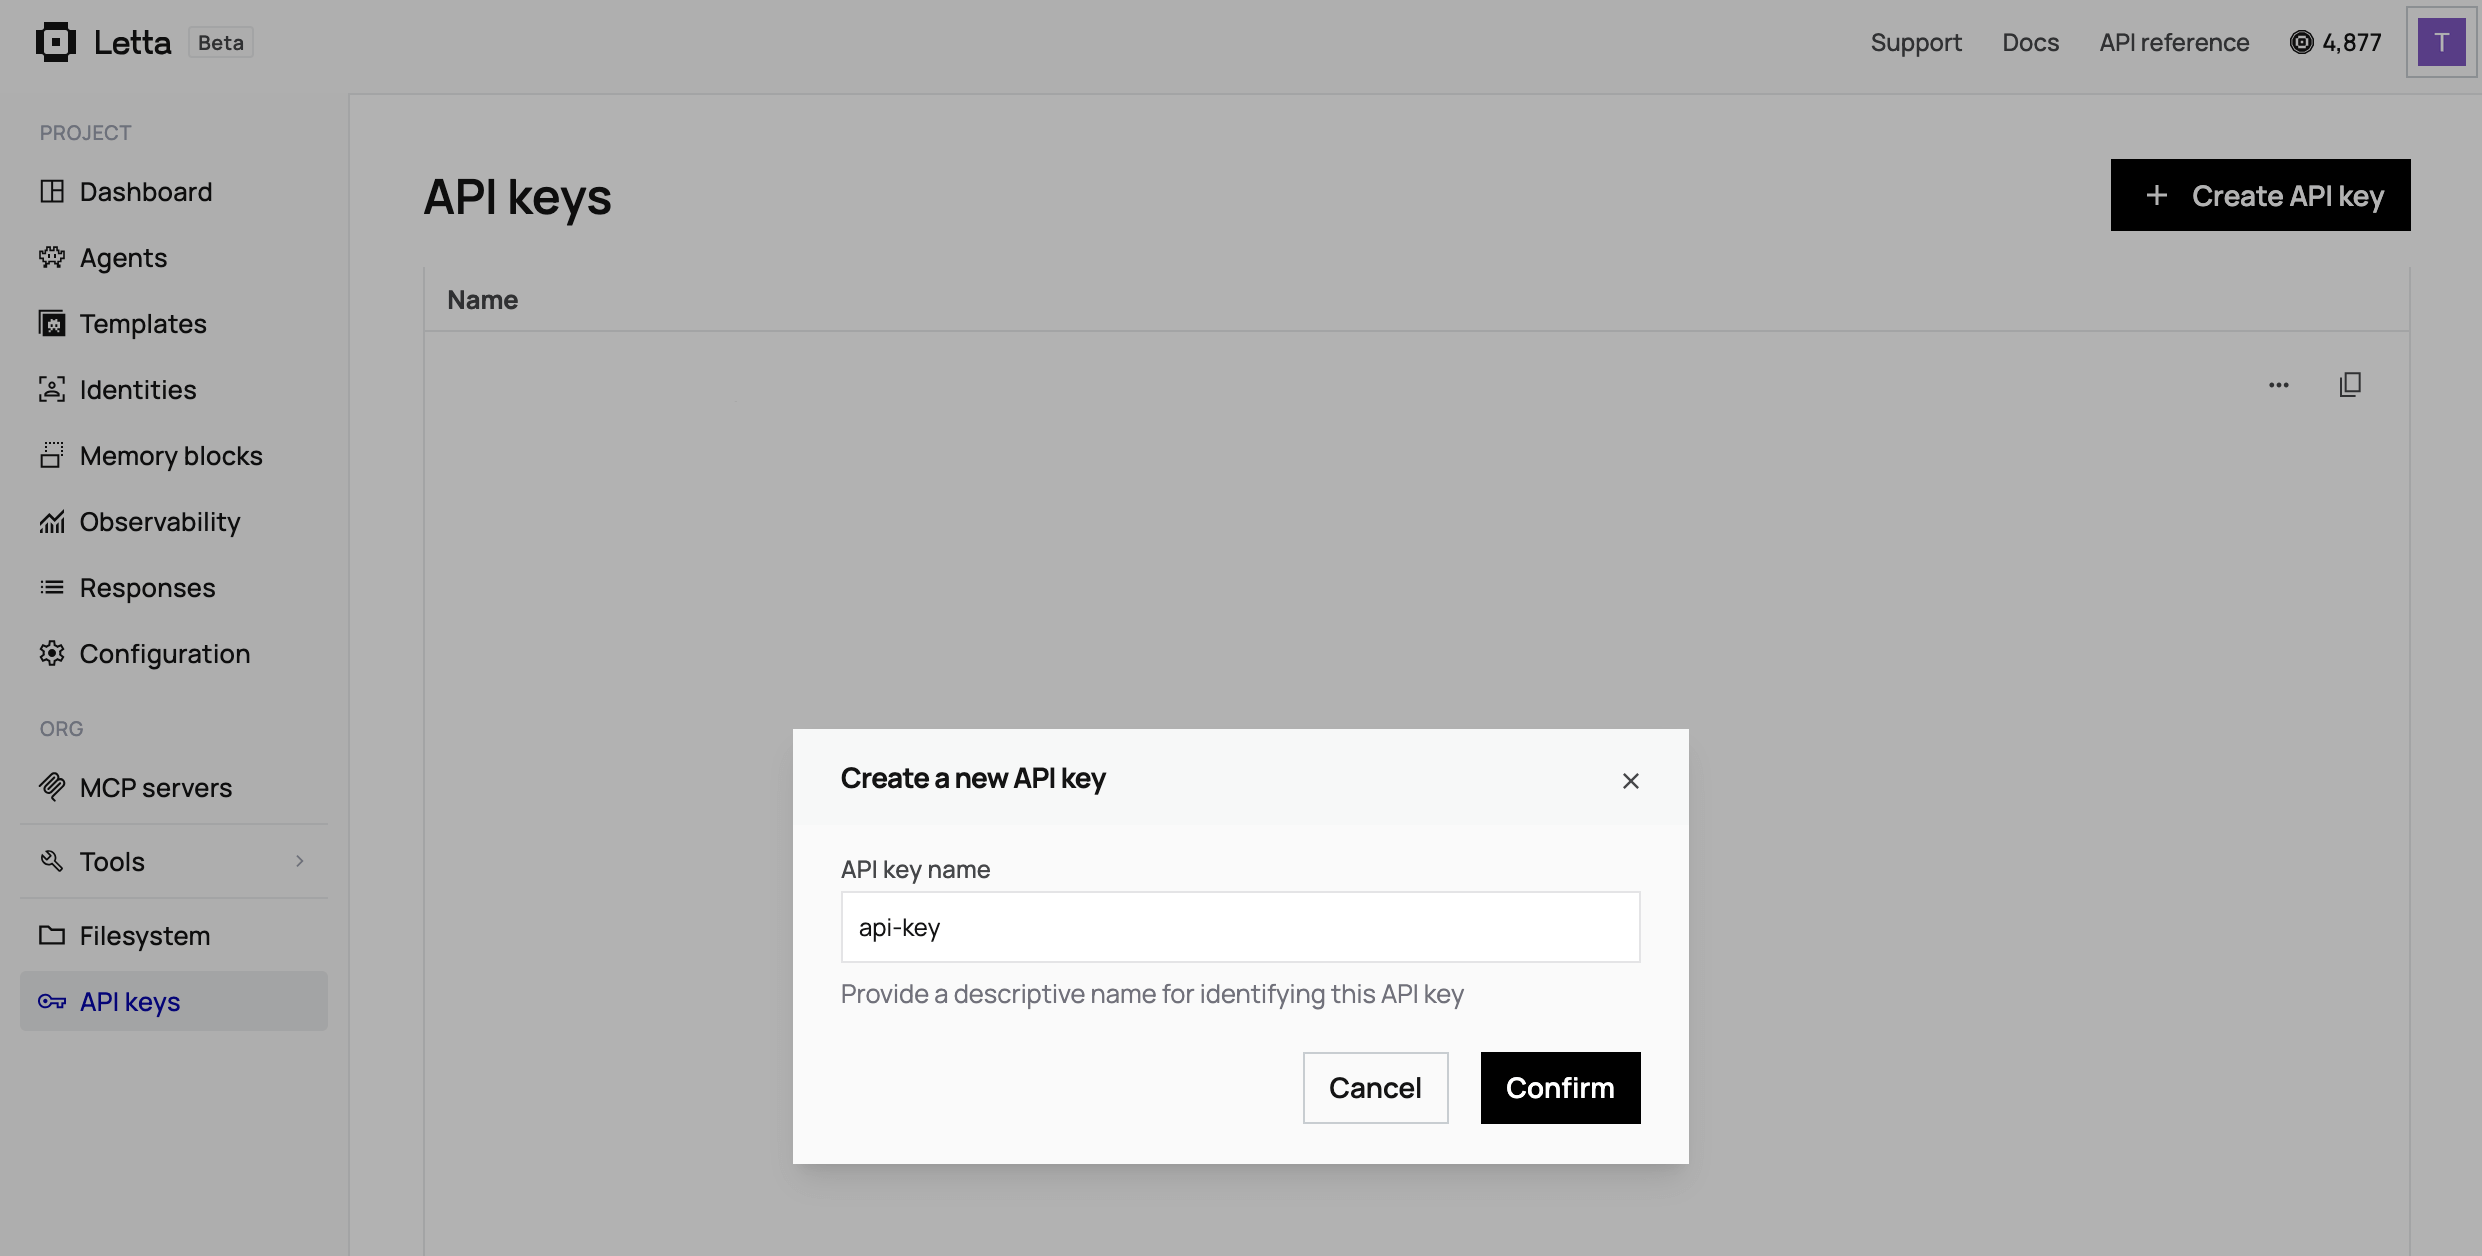 Letta
Beta
Support
Docs
API reference
4,877
T
PROJECT
Dashboard
Agents
Templates
Identities
Memory blocks
Observability
Responses
Configuration
ORG
MCP servers
Tools
Filesystem
API keys
API keys
+ Create API key
Name
Create a new API key
API key name
api-key
Provide a descriptive name for identifying this API key
Cancel
Confirm